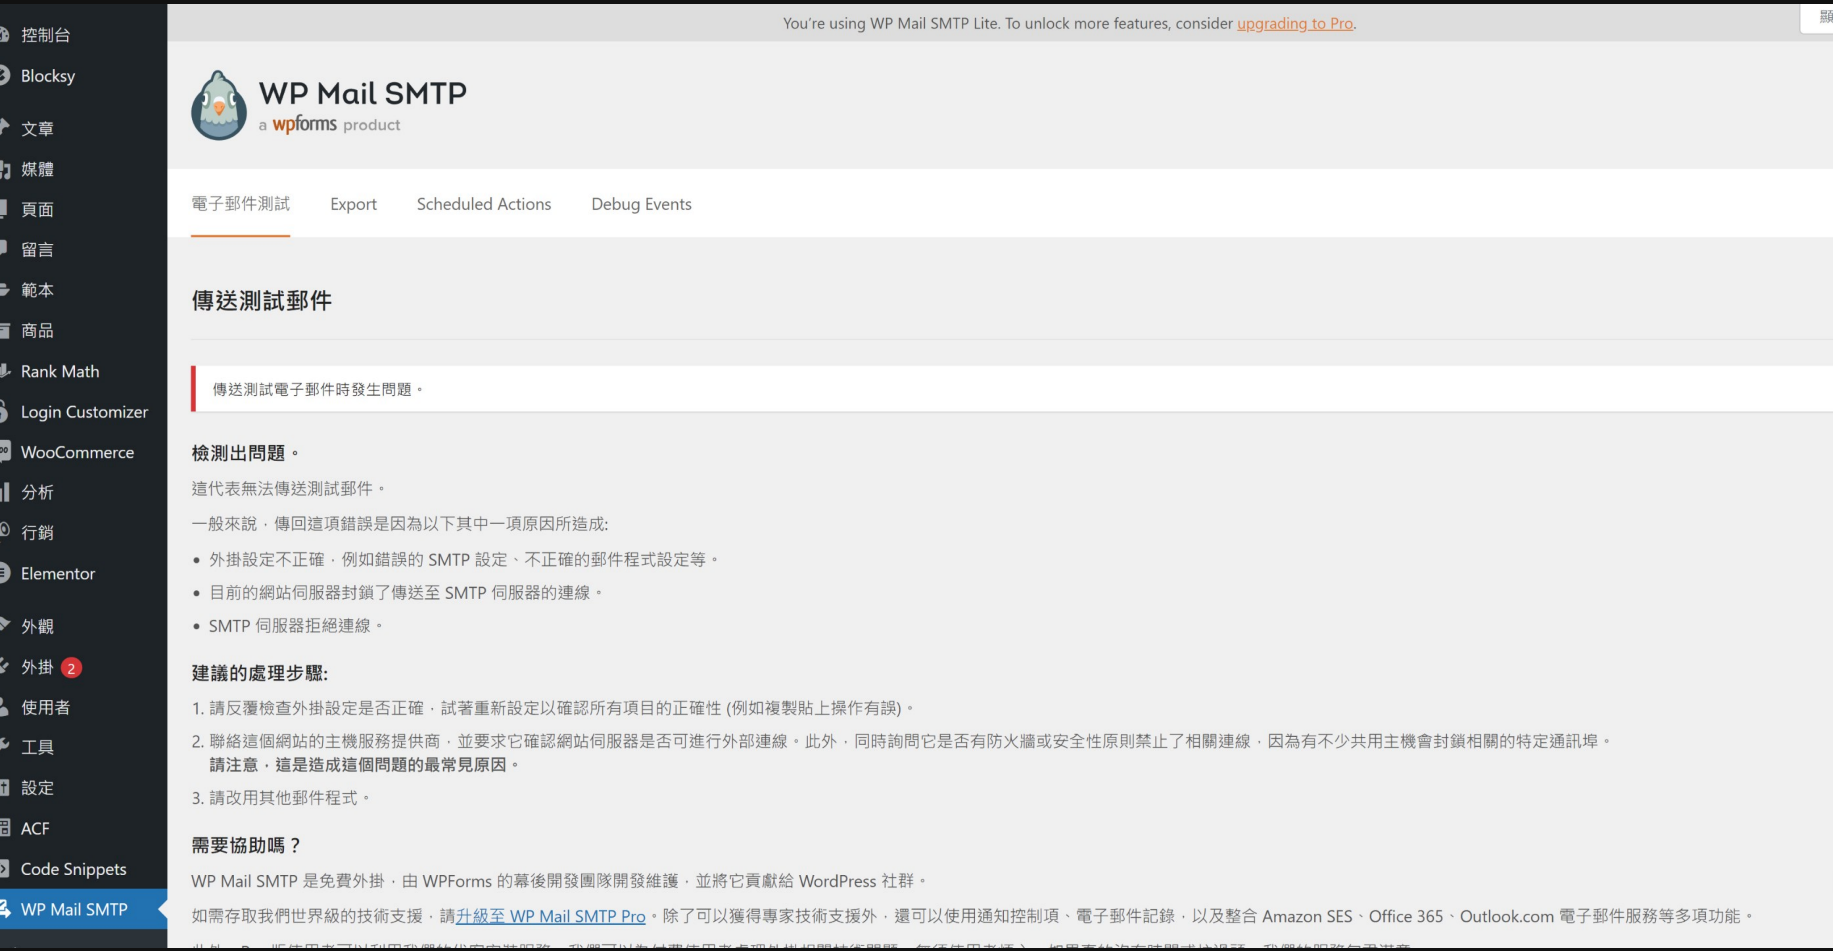 You're using WP Mail SMTP Lite. To unlock more features, consider upgrading to Pro.
顯
控制台
Blocksy
文章
媒體
頁面
留言
範本
商品
Rank Math
Login Customizer
WooCommerce
分析
行銷
Elementor
外觀
外掛 2
使用者
工具
設定
ACF
Code Snippets
WP Mail SMTP
WP Mail SMTP
a wpforms product
電子郵件測試 Export Scheduled Actions Debug Events
傳送測試郵件
傳送測試電子郵件時發生問題。
檢測出問題。
這代表無法傳送測試郵件。
一般來說，傳回這項錯誤是因為以下其中一項原因所造成:
• 外掛設定不正確，例如錯誤的 SMTP 設定、不正確的郵件程式設定等。
• 目前的網站伺服器封鎖了傳送至 SMTP 伺服器的連線。
• SMTP 伺服器拒絕連線。
建議的處理步驟:
1. 請反覆檢查外掛設定是否正確，試著重新設定以確認所有項目的正確性 (例如複製貼上操作有誤)。
2. 聯絡這個網站的主機服務提供商，並要求它確認網站伺服器是否可進行外部連線。此外，同時詢問它是否有防火牆或安全性原則禁止了相關連線，因為有不少共用主機會封鎖相關的特定通訊埠。
請注意，這是造成這個問題的最常見原因。
3. 請改用其他郵件程式。
需要協助嗎？
WP Mail SMTP 是免費外掛，由 WPForms 的幕後開發團隊開發維護，並將它貢獻給 WordPress 社群。
如需存取我們世界級的技術支援，請升級至 WP Mail SMTP Pro。除了可以獲得專家技術支援外，還可以使用通知控制項、電子郵件記錄，以及整合 Amazon SES、Office 365、Outlook.com 電子郵件服務等多項功能。